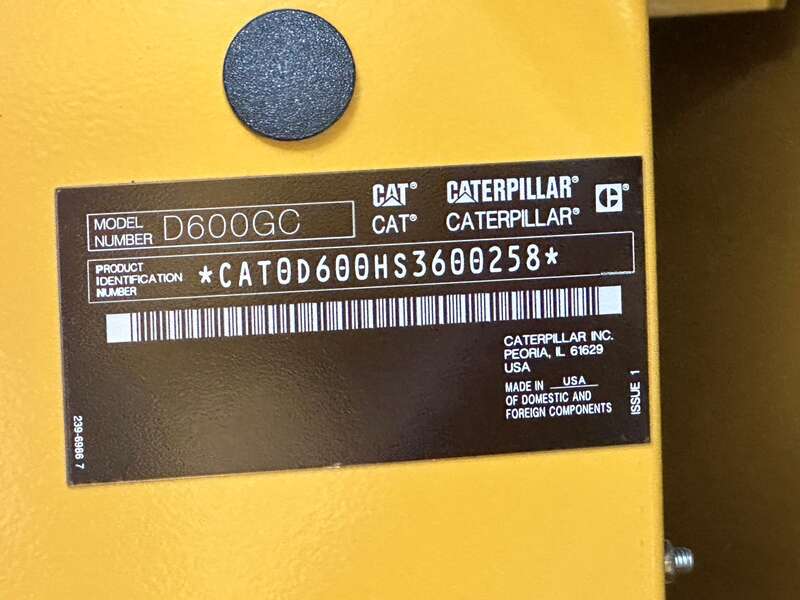 CAT® CATERPILLAR® C®
MODEL NUMBER D600GC CAT® CATERPILLAR®
PRODUCT
IDENTIFICATION
NUMBER
*CAT0D600HS3600258*
CATERPILLAR INC.
PEORIA, IL 61629
USA
MADE IN USA
OF DOMESTIC AND
FOREIGN COMPONENTS
ISSUE 1
239-6986 7